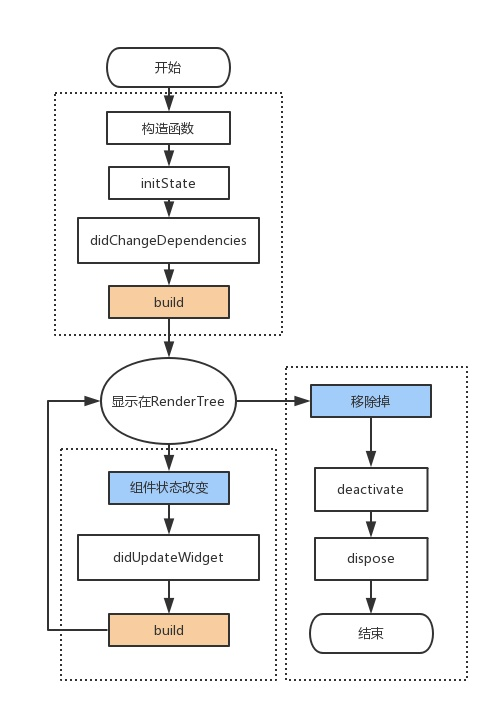 开始
构造函数
initState
didChangeDependencies
build
显示在RenderTree
移除掉
组件状态改变
deactivate
didUpdateWidget
dispose
build
结束